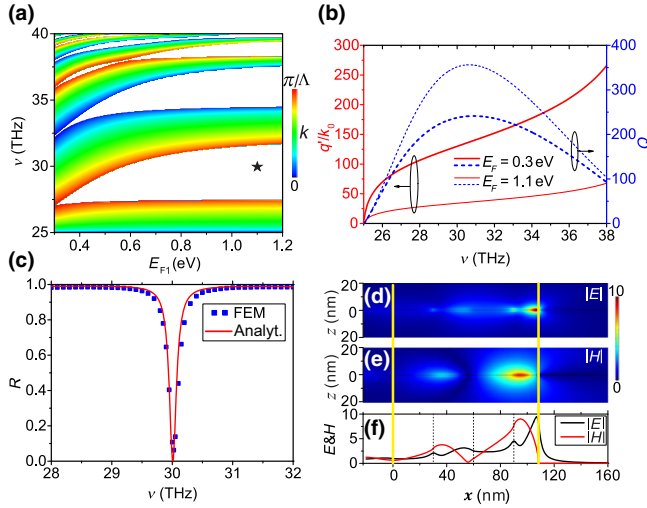 (a)
40
35
30
25
ν (THz)
0.4 0.6 0.8 1.0 1.2
E_F1(eV)
π/Λ
k
0
★
(b)
300
250
200
150
100
50
0
q'/k₀
400
300
200
100
0
Q
E_F = 0.3 eV
E_F = 1.1 eV
25 26 28 30 32 34 36 38
ν (THz)
(c)
1.0
0.8
0.6
0.4
0.2
0.0
R
FEM
Analyt.
28 29 30 31 32
ν (THz)
(d)
20
0
20
z (nm)
|E|
10
0
(e)
20
0
20
z (nm)
|H|
(f)
10
5
0
E&H
|E|
|H|
-20 0 20 40 60 80 100 120 160
x (nm)